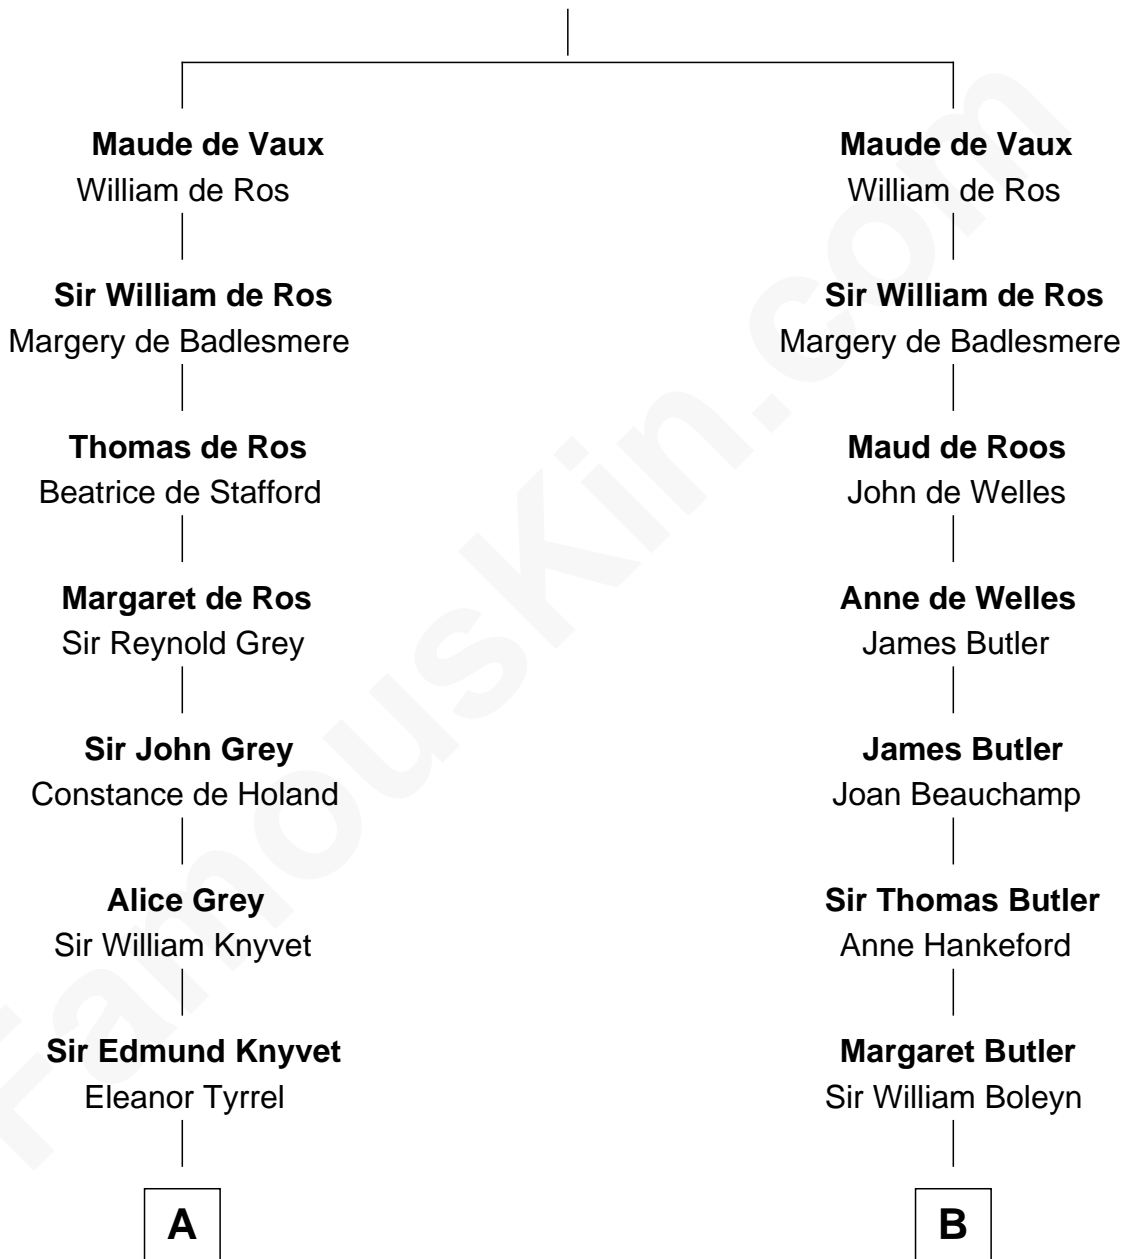 Maude de Vaux
William de Ros
Sir William de Ros
Margery de Badlesmere
Thomas de Ros
Beatrice de Stafford
Margaret de Ros
Sir Reynold Grey
Sir John Grey
Constance de Holand
Alice Grey
Sir William Knyvet
Sir Edmund Knyvet
Eleanor Tyrrel
A
Maude de Vaux
William de Ros
Sir William de Ros
Margery de Badlesmere
Maud de Roos
John de Welles
Anne de Welles
James Butler
James Butler
Joan Beauchamp
Sir Thomas Butler
Anne Hankeford
Margaret Butler
Sir William Boleyn
B
FamousKin.com